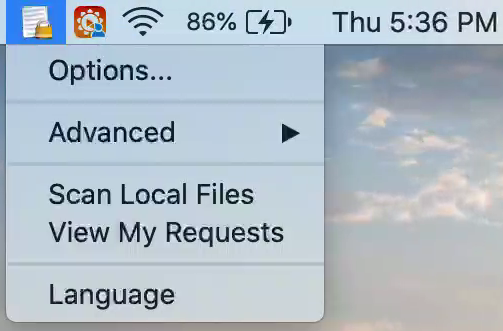 86% Thu 5:36 PM
Options...
Advanced
Scan Local Files
View My Requests
Language